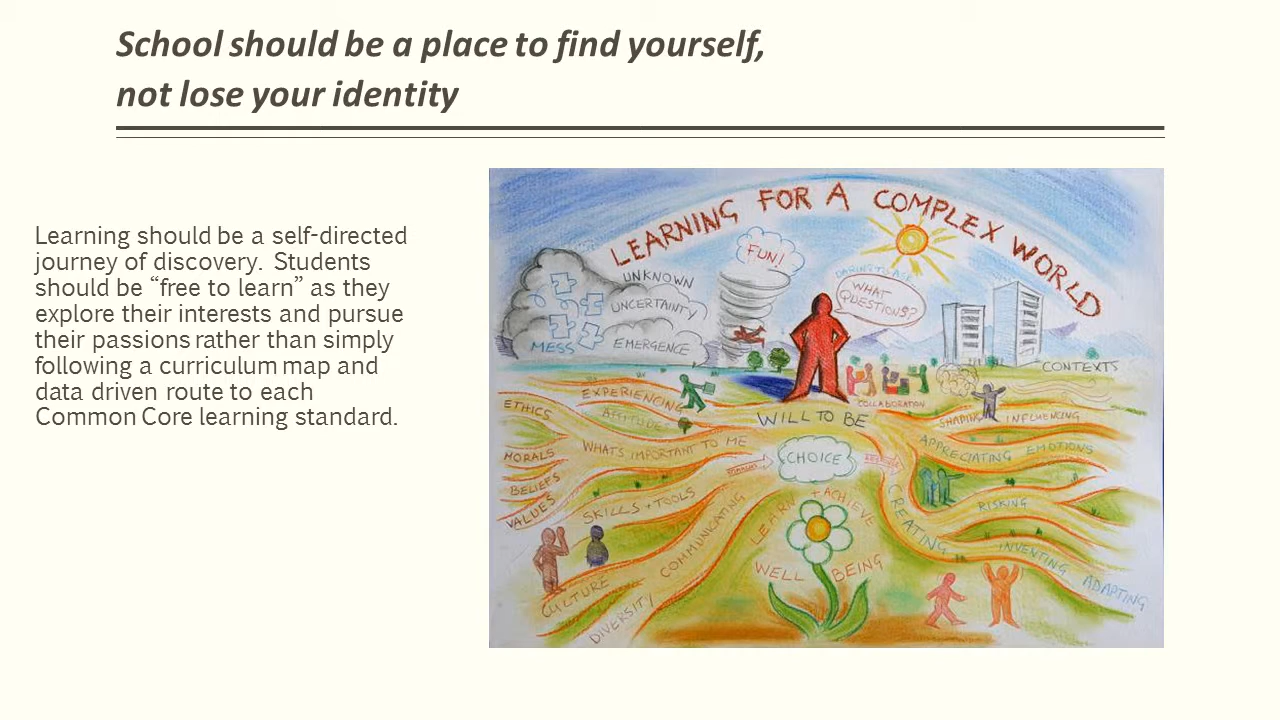 School should be a place to find yourself,
not lose your identity
Learning should be a self-directed
journey of discovery.  Students
should be “free to learn” as they
explore their interests and pursue
their passions rather than simply
following a curriculum map and
data driven route to each
Common Core learning standard.
LEARNING FOR A COMPLEX WORLD
FUN!
UNKNOWN
UNCERTAINTY
EMERGENCE
MESS
DARING TO ASK
WHAT
QUESTIONS?
CONTEXTS
COLLABORATION
EXPERIENCING
ATTITUDES
ETHICS
WILL TO BE
SHAPING INFLUENCING
WHAT'S IMPORTANT TO ME
APPRECIATING EMOTIONS
MORALS
CHOICE
BELIEFS
VALUES
SKILLS + TOOLS
COMMUNICATING
LEARN + ACHIEVE
CREATING
RISKING
INVENTING ADAPTING
WELL BEING
CULTURE
DIVERSITY